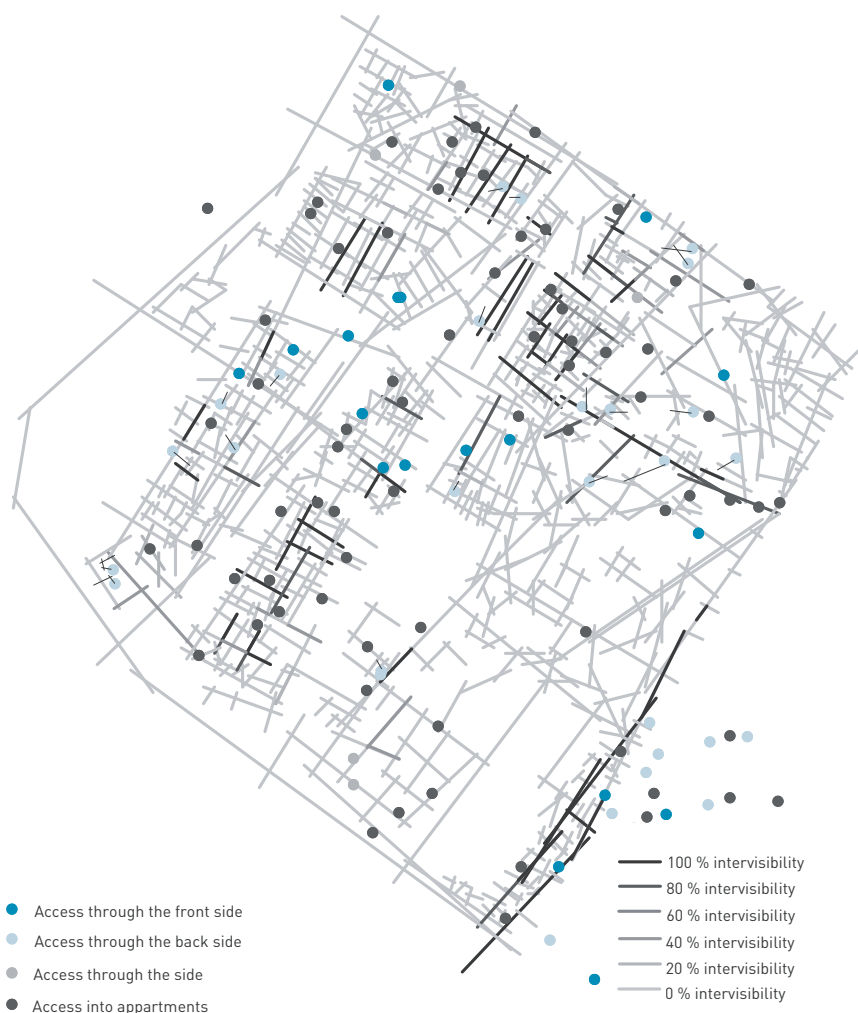 100 % intervisibility
80 % intervisibility
60 % intervisibility
40 % intervisibility
20 % intervisibility
0 % intervisibility
Access through the front side
Access through the back side
Access through the side
Access into appartments